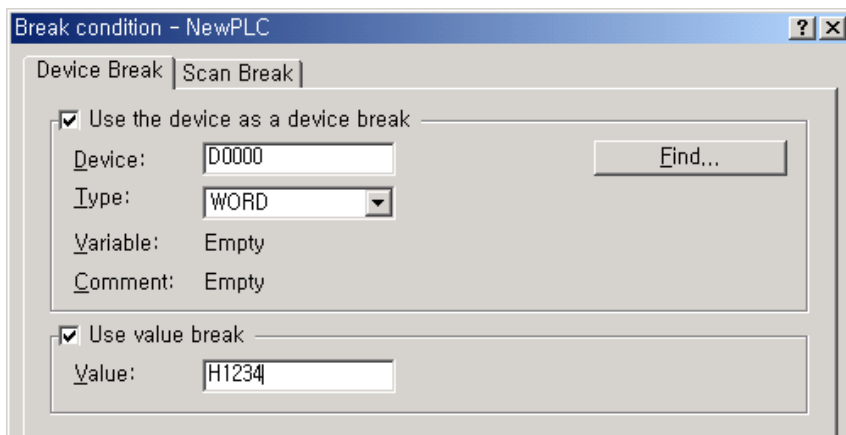 Break condition - NewPLC
Device Break Scan Break
Use the device as a device break
Device: D0000 Find...
Type: WORD
Variable: Empty
Comment: Empty
Use value break
Value: H1234